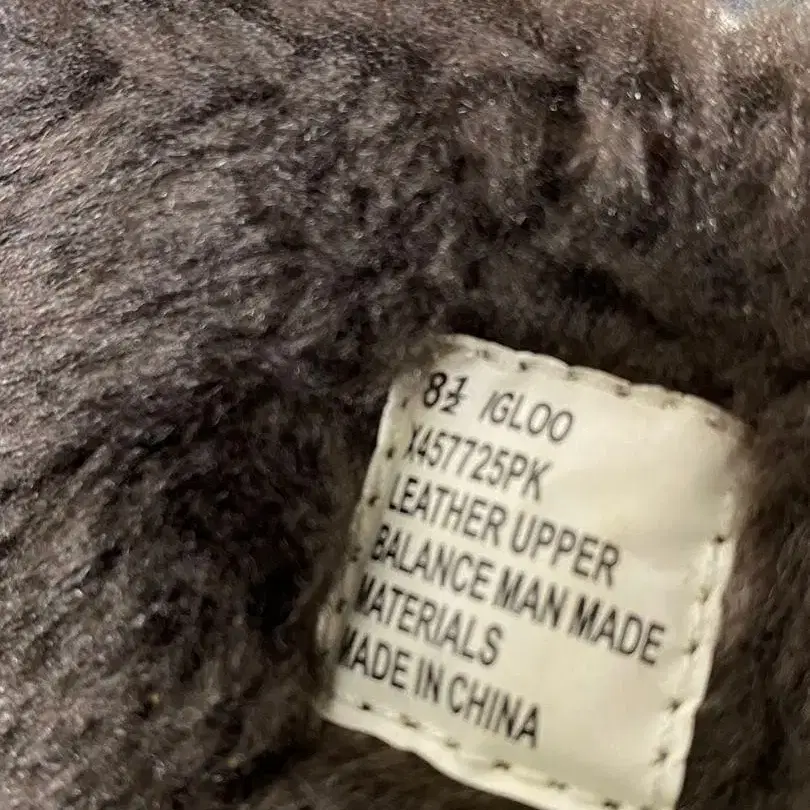 8½ IGLOO
X457725PK
LEATHER UPPER
BALANCE MAN MADE
MATERIALS
MADE IN CHINA